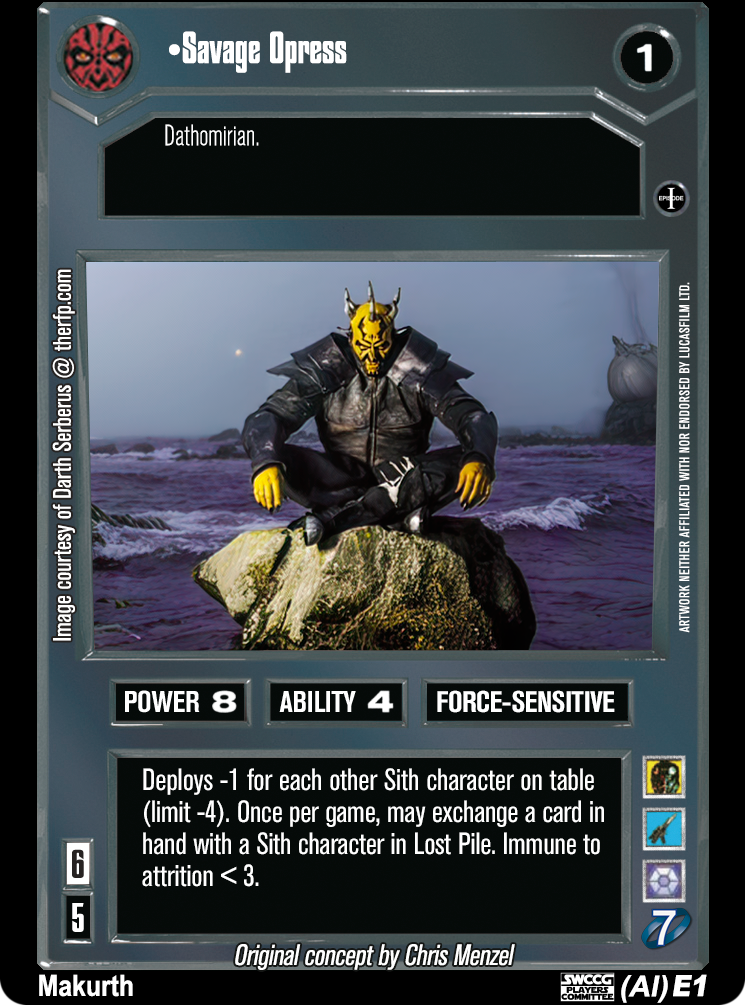 •Savage Opress
1
Dathomirian.
EPISODE
I
Image courtesy of Darth Serberus @ therfp.com
ARTWORK NEITHER AFFILIATED WITH NOR ENDORSED BY LUCASFILM LTD.
POWER 8
ABILITY 4
FORCE-SENSITIVE
Deploys -1 for each other Sith character on table
(limit -4). Once per game, may exchange a card in
hand with a Sith character in Lost Pile. Immune to
attrition < 3.
6
5
7
Original concept by Chris Menzel
Makurth
SWCCG
PLAYERS
COMMITTEE
(AI) E1